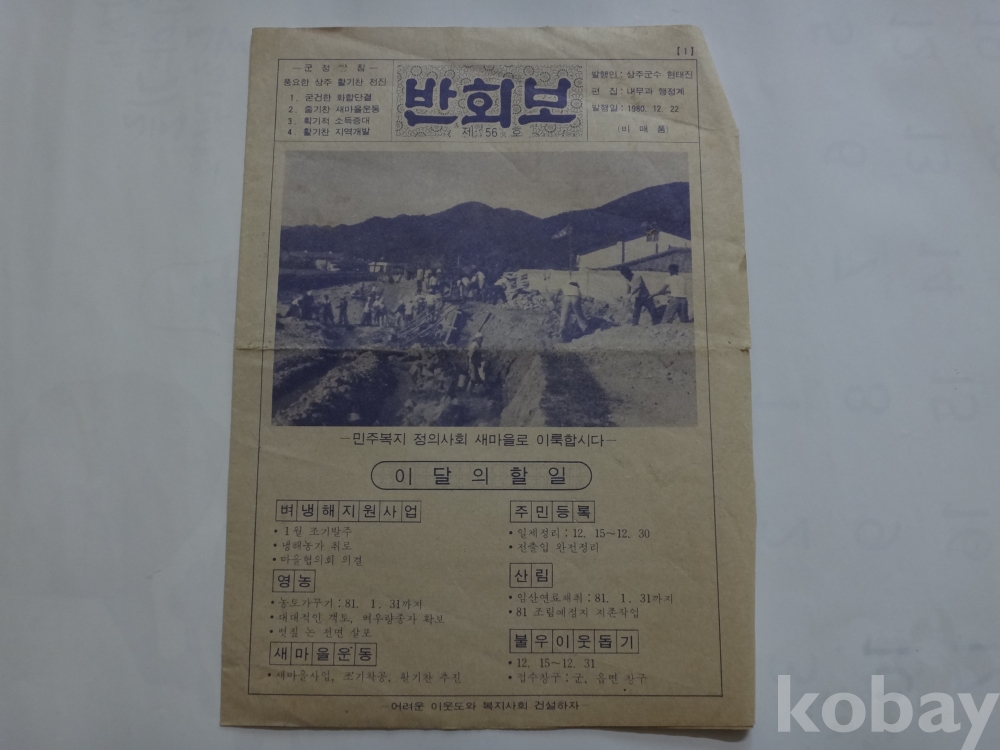 【1】
—군정방침—
풍요한 상주 활기찬 전진
1. 굳건한 화합단결
2. 줄기찬 새마을운동
3. 획기적 소득증대
4. 활기찬 지역개발
반회보
제 56 호
발행인 : 상주군수 현태진
편 집 : 내무과 행정계
발행일 : 1980. 12. 22
(비매품)
—민주복지 정의사회 새마을로 이룩합시다—
이달의할일
벼냉해지원사업
• 1월 조기발주
• 냉해농가 취로
• 마을협의회 의결
영농
• 농토가꾸기 : 81. 1. 31까지
• 대대적인 객토, 벼우량종자 확보
• 볏짚 논 전면 살포
새마을운동
• 새마을사업, 조기착공, 활기찬 추진
주민등록
• 일제정리 : 12. 15~12. 30
• 전출입 완전정리
산림
• 임산연료채취 : 81. 1. 31까지
• 81 조림예정지 지존작업
불우이웃돕기
• 12. 15~12. 31
• 접수창구 : 군, 읍면 창구
—어려운 이웃도와 복지사회 건설하자—
kobay